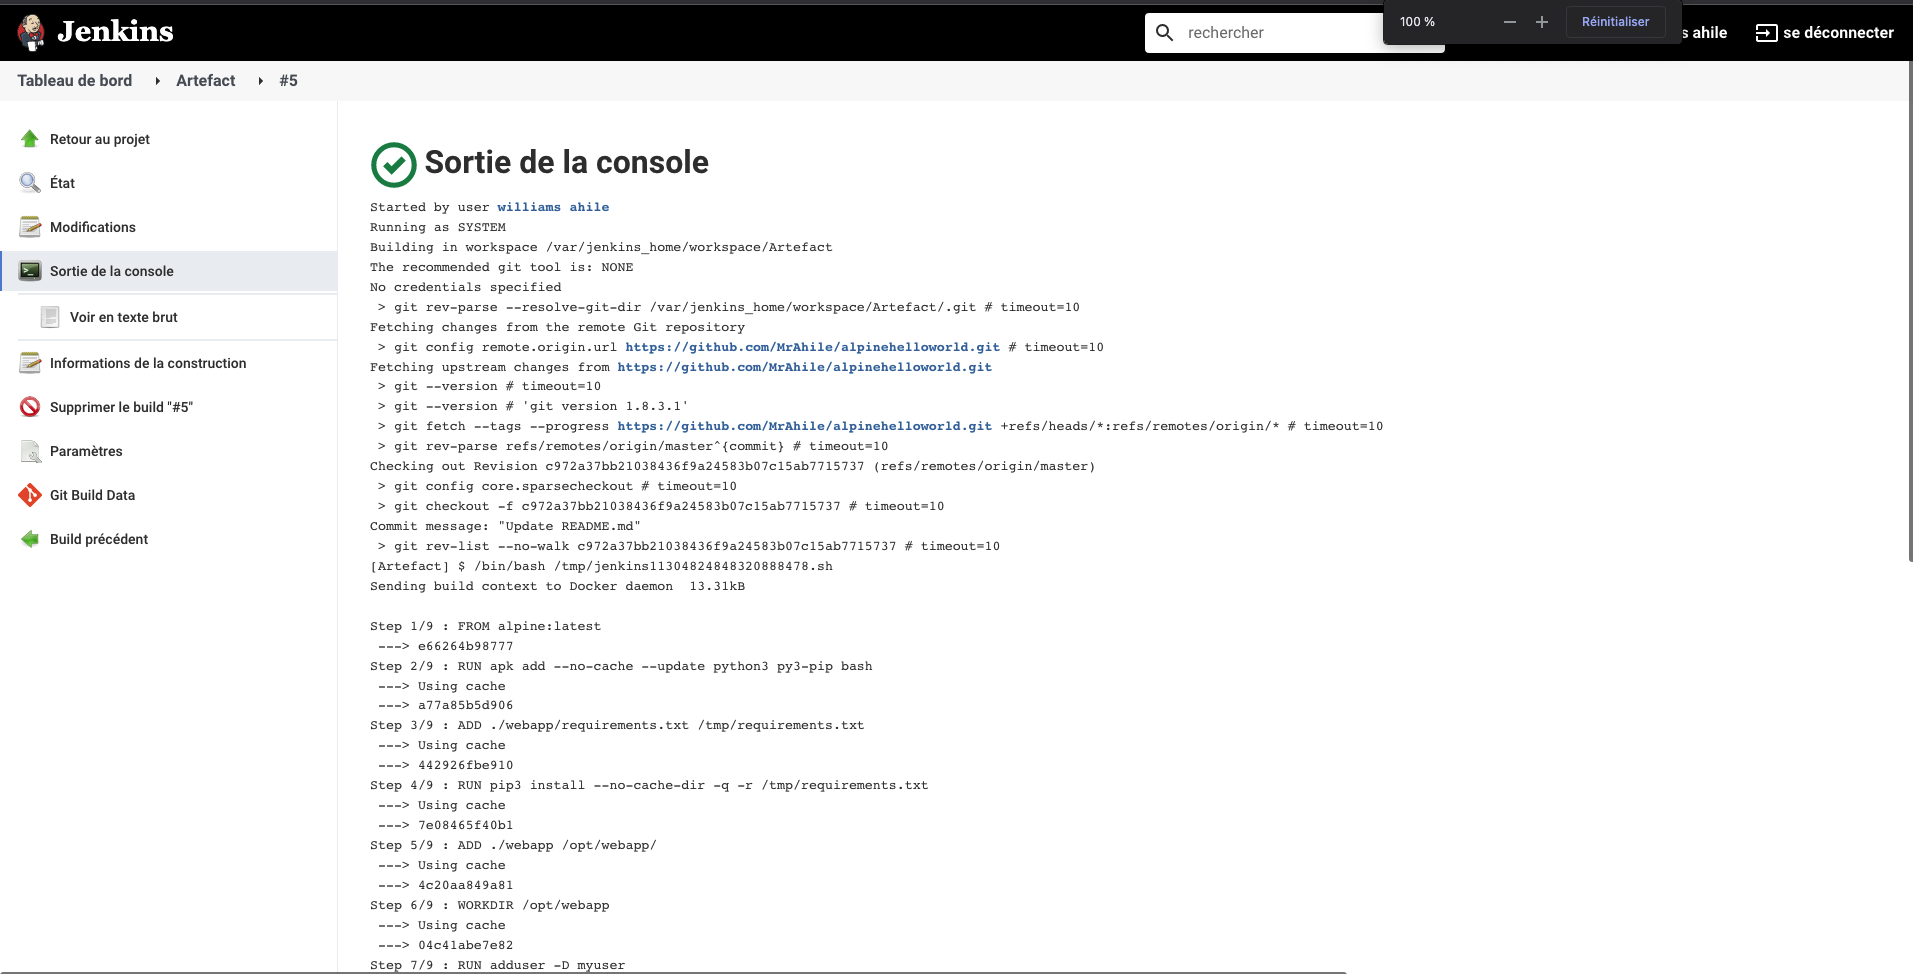 Jenkins
rechercher
100 %
Réinitialiser
s ahile
se déconnecter
Tableau de bord
Artefact
#5
Retour au projet
État
Modifications
Sortie de la console
Voir en texte brut
Informations de la construction
Supprimer le build "#5"
Paramètres
Git Build Data
Build précédent
Sortie de la console
Started by user williams ahile
Running as SYSTEM
Building in workspace /var/jenkins_home/workspace/Artefact
The recommended git tool is: NONE
No credentials specified
 > git rev-parse --resolve-git-dir /var/jenkins_home/workspace/Artefact/.git # timeout=10
Fetching changes from the remote Git repository
 > git config remote.origin.url https://github.com/MrAhile/alpinehelloworld.git # timeout=10
Fetching upstream changes from https://github.com/MrAhile/alpinehelloworld.git
 > git --version # timeout=10
 > git --version # 'git version 1.8.3.1'
 > git fetch --tags --progress https://github.com/MrAhile/alpinehelloworld.git +refs/heads/*:refs/remotes/origin/* # timeout=10
 > git rev-parse refs/remotes/origin/master^{commit} # timeout=10
Checking out Revision c972a37bb21038436f9a24583b07c15ab7715737 (refs/remotes/origin/master)
 > git config core.sparsecheckout # timeout=10
 > git checkout -f c972a37bb21038436f9a24583b07c15ab7715737 # timeout=10
Commit message: "Update README.md"
 > git rev-list --no-walk c972a37bb21038436f9a24583b07c15ab7715737 # timeout=10
[Artefact] $ /bin/bash /tmp/jenkins11304824848320888478.sh
Sending build context to Docker daemon  13.31kB
Step 1/9 : FROM alpine:latest
 ---> e66264b98777
Step 2/9 : RUN apk add --no-cache --update python3 py3-pip bash
 ---> Using cache
 ---> a77a85b5d906
Step 3/9 : ADD ./webapp/requirements.txt /tmp/requirements.txt
 ---> Using cache
 ---> 442926fbe910
Step 4/9 : RUN pip3 install --no-cache-dir -q -r /tmp/requirements.txt
 ---> Using cache
 ---> 7e08465f40b1
Step 5/9 : ADD ./webapp /opt/webapp/
 ---> Using cache
 ---> 4c20aa849a81
Step 6/9 : WORKDIR /opt/webapp
 ---> Using cache
 ---> 04c41abe7e82
Step 7/9 : RUN adduser -D myuser